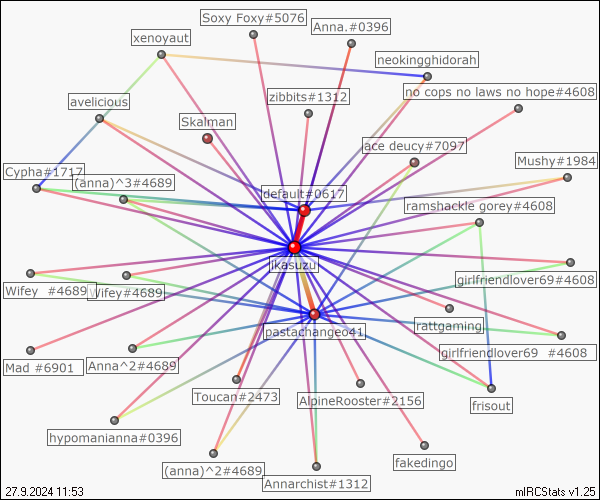 Soxy Foxy#5076
Anna.#0396
xenoyaut
neokingghidorah
no cops no laws no hope#4608
zibbits#1312
avelicious
Skalman
ace deucy#7097
Mushy#1984
Cypha#1717
(anna)^3#4689
default#0617
ramshackle gorey#4608
ikasuzu
girlfriendlover69#4608
Wifey #4689
Wifey#4689
rattgaming
pastachangeo41
girlfriendlover69 #4608
Mad #6901
Anna^2#4689
Toucan#2473
AlpineRooster#2156
frisout
hypomanianna#0396
(anna)^2#4689
fakedingo
Annarchist#1312
27.9.2024 11:53
mIRCStats v1.25